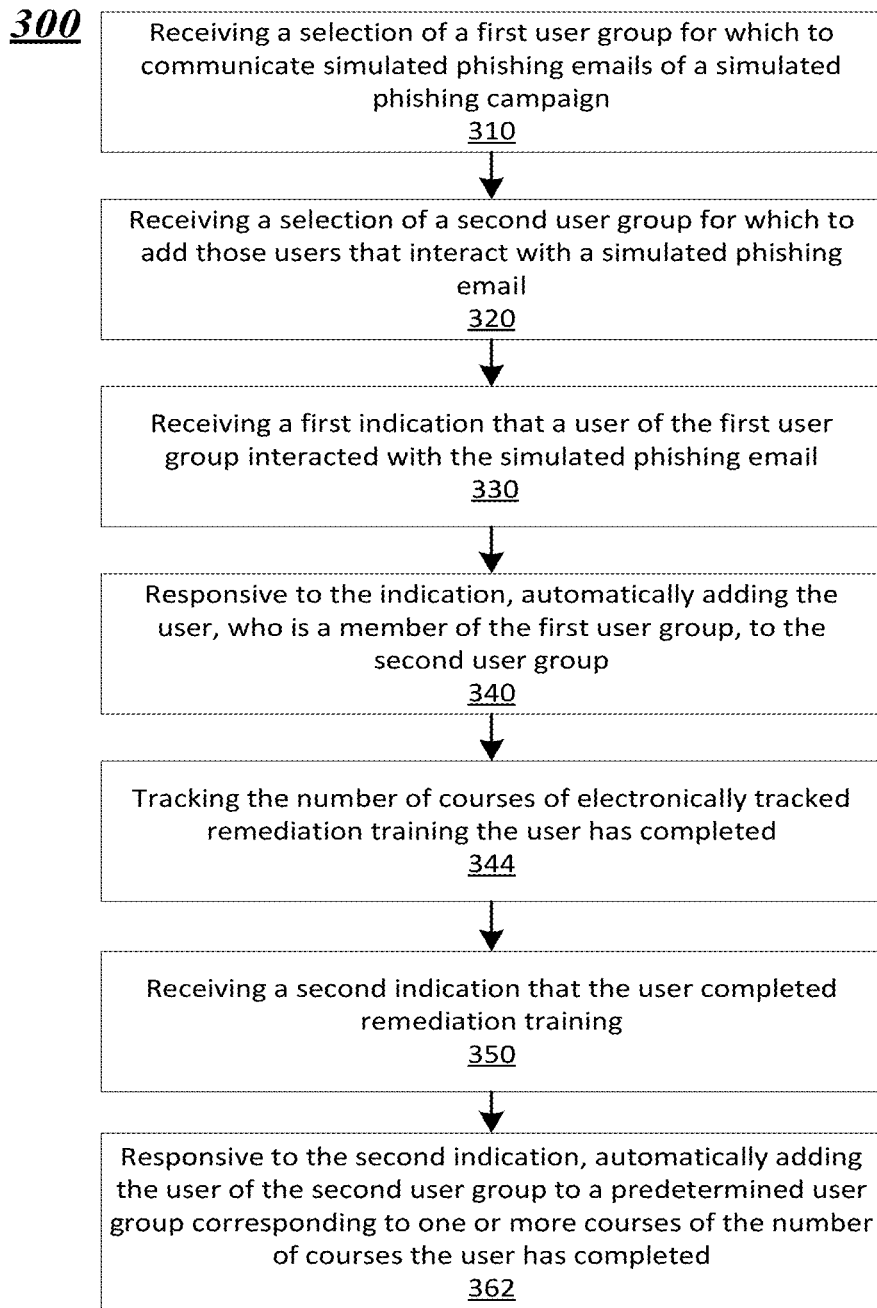 300
Receiving a selection of a first user group for which to
communicate simulated phishing emails of a simulated
phishing campaign
310
Receiving a selection of a second user group for which to
add those users that interact with a simulated phishing
email
320
Receiving a first indication that a user of the first user
group interacted with the simulated phishing email
330
Responsive to the indication, automatically adding the
user, who is a member of the first user group, to the
second user group
340
Tracking the number of courses of electronically tracked
remediation training the user has completed
344
Receiving a second indication that the user completed
remediation training
350
Responsive to the second indication, automatically adding
the user of the second user group to a predetermined user
group corresponding to one or more courses of the number
of courses the user has completed
362